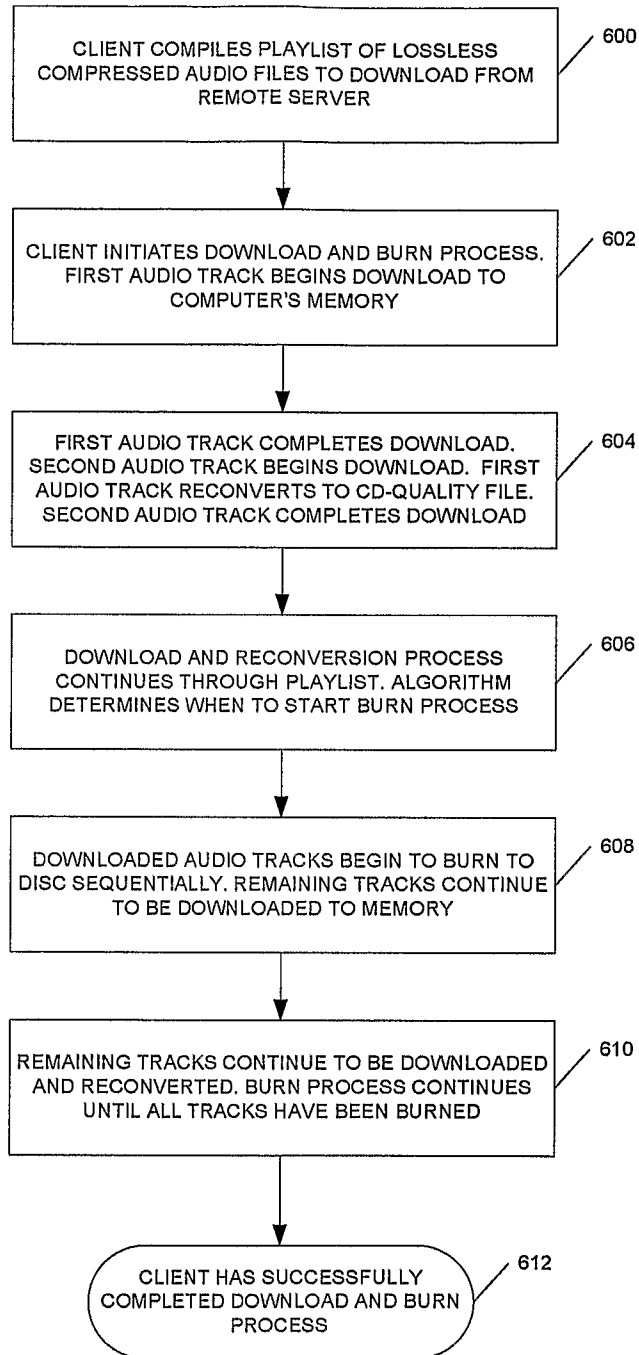 CLIENT COMPILES PLAYLIST OF LOSSLESS
COMPRESSED AUDIO FILES TO DOWNLOAD FROM
REMOTE SERVER
600
CLIENT INITIATES DOWNLOAD AND BURN PROCESS.
FIRST AUDIO TRACK BEGINS DOWNLOAD TO
COMPUTER'S MEMORY
602
FIRST AUDIO TRACK COMPLETES DOWNLOAD.
SECOND AUDIO TRACK BEGINS DOWNLOAD. FIRST
AUDIO TRACK RECONVERTS TO CD-QUALITY FILE.
SECOND AUDIO TRACK COMPLETES DOWNLOAD
604
DOWNLOAD AND RECONVERSION PROCESS
CONTINUES THROUGH PLAYLIST. ALGORITHM
DETERMINES WHEN TO START BURN PROCESS
606
DOWNLOADED AUDIO TRACKS BEGIN TO BURN TO
DISC SEQUENTIALLY. REMAINING TRACKS CONTINUE
TO BE DOWNLOADED TO MEMORY
608
REMAINING TRACKS CONTINUE TO BE DOWNLOADED
AND RECONVERTED. BURN PROCESS CONTINUES
UNTIL ALL TRACKS HAVE BEEN BURNED
610
CLIENT HAS SUCCESSFULLY
COMPLETED DOWNLOAD AND BURN
PROCESS
612